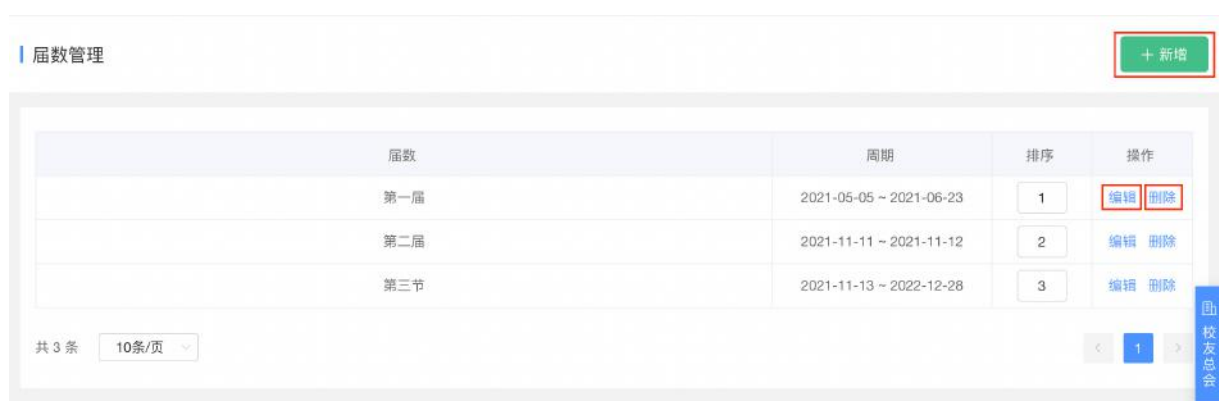 届数管理
+ 新增
届数 周期 排序 操作
第一届 2021-05-05 ~ 2021-06-23 1 编辑 删除
第二届 2021-11-11 ~ 2021-11-12 2 编辑 删除
第三节 2021-11-13 ~ 2022-12-28 3 编辑 删除
共 3 条 10条/页 < 1 >
校友总会